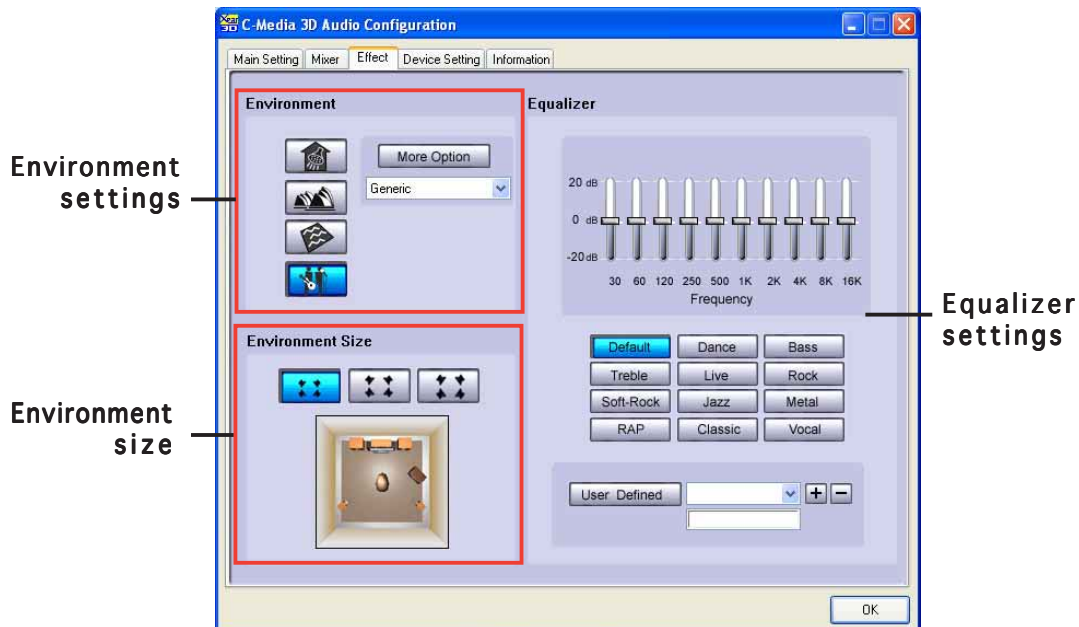 Xear
3D
C-Media 3D Audio Configuration
Main Setting Mixer Effect Device Setting Information
Environment
More Option
Generic
Environment
settings
Environment Size
Environment
size
Equalizer
20 dB
0 dB
-20 dB
30 60 120 250 500 1K 2K 4K 8K 16K
Frequency
Equalizer
settings
Default Dance Bass
Treble Live Rock
Soft-Rock Jazz Metal
RAP Classic Vocal
User Defined + -
OK